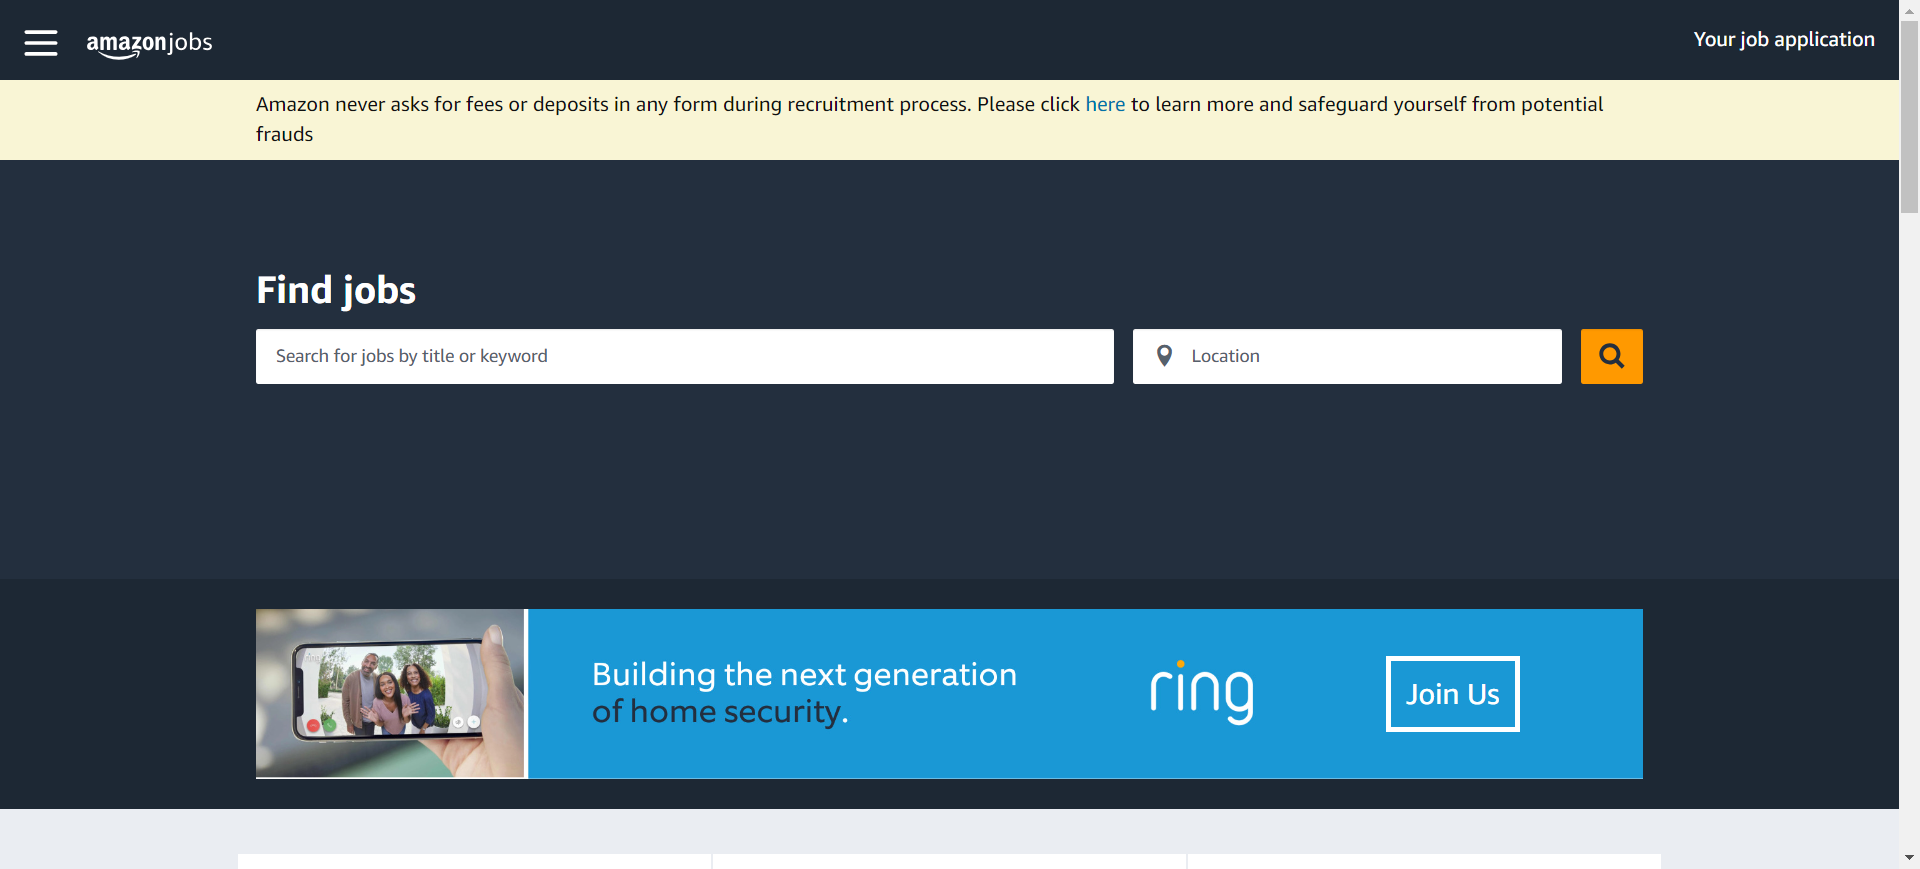 amazonjobs
Your job application
Amazon never asks for fees or deposits in any form during recruitment process. Please click here to learn more and safeguard yourself from potential
frauds
Find jobs
Search for jobs by title or keyword
Location
Building the next generation
of home security.
ring
Join Us